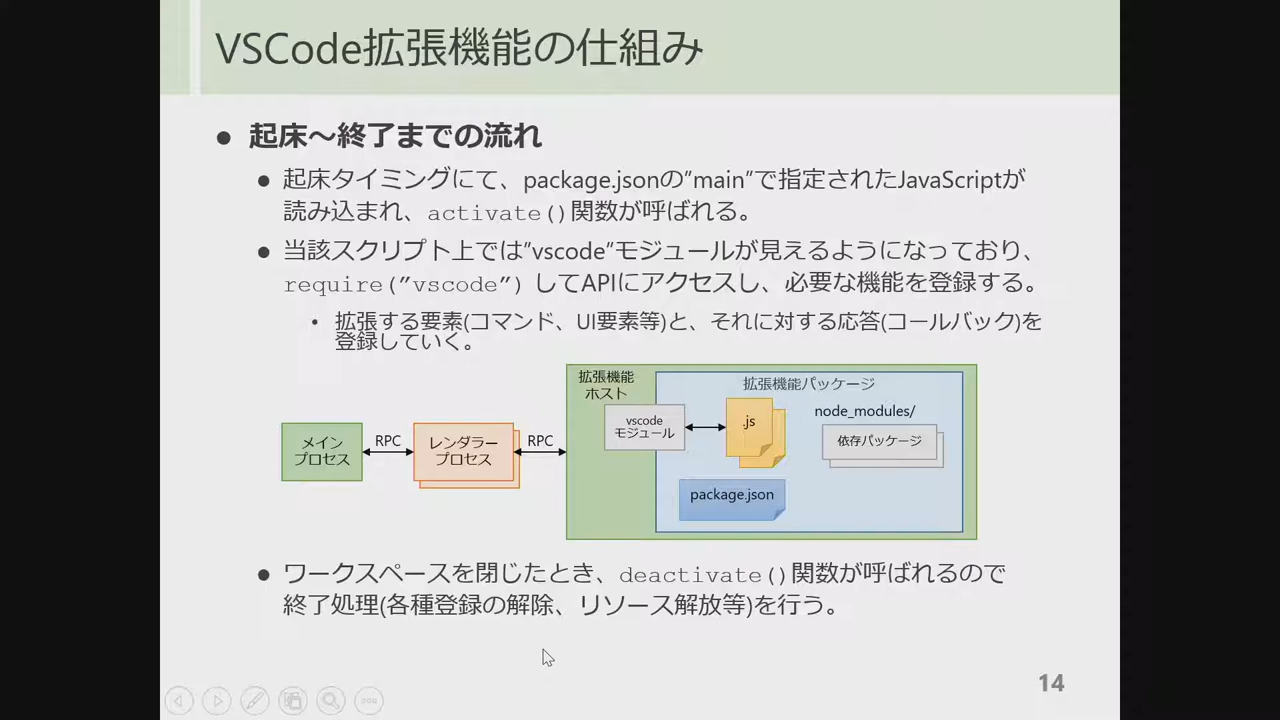 VSCode拡張機能の仕組み
● 起床～終了までの流れ
● 起床タイミングにて、package.jsonの”main”で指定されたJavaScriptが
読み込まれ、activate()関数が呼ばれる。
● 当該スクリプト上では”vscode”モジュールが見えるようになっており、
require(”vscode”) してAPIにアクセスし、必要な機能を登録する。
• 拡張する要素(コマンド、UI要素等)と、それに対する応答(コールバック)を
登録していく。
メイン
プロセス
RPC
レンダラー
プロセス
RPC
拡張機能
ホスト
vscode
モジュール
拡張機能パッケージ
.js
node_modules/
依存パッケージ
package.json
● ワークスペースを閉じたとき、deactivate()関数が呼ばれるので
終了処理(各種登録の解除、リソース解放等)を行う。
14